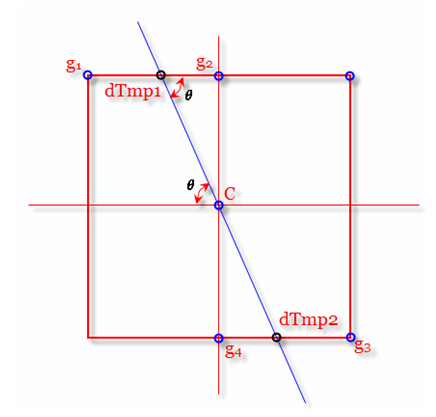 g₁
g₂
dTmp1
θ
θ
C
dTmp2
g₄
g₃